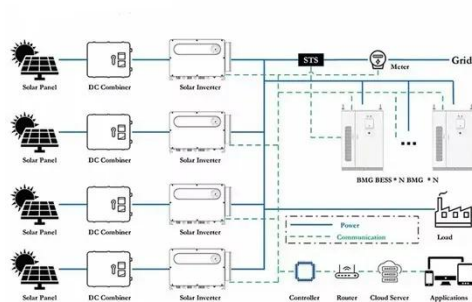 STS
Meter
Grid
Solar Panel
DC Combiner
Solar Inverter
Solar Panel
DC Combiner
Solar Inverter
BMG BESS * N BMG * N
Solar Panel
DC Combiner
Solar Inverter
Power
Communication
Load
Solar Panel
DC Combiner
Solar Inverter
Controller
Router
Cloud Server
Applications